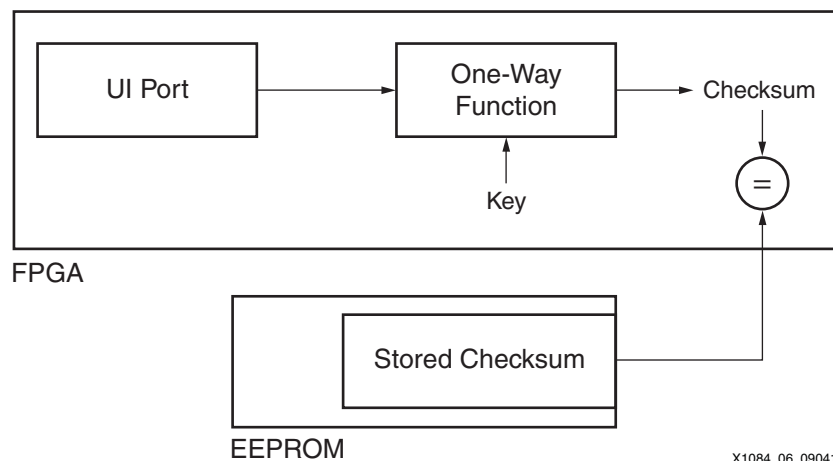 UI Port
One-Way
Function
Checksum
=
Key
FPGA
Stored Checksum
EEPROM